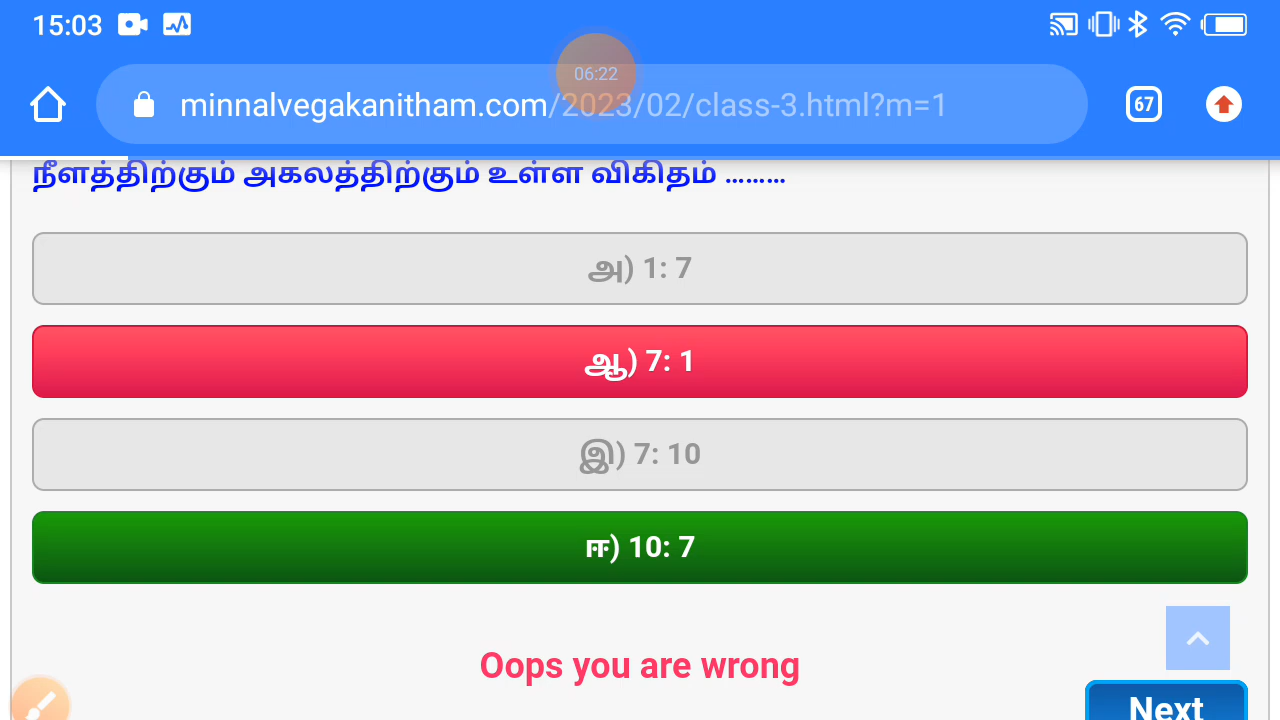 15:03
06:22
minnalvegakanitham.com/2023/02/class-3.html?m=1
67
நீளத்திற்கும் அகலத்திற்கும் உள்ள விகிதம் .........
அ) 1: 7
ஆ) 7: 1
இ) 7: 10
ஈ) 10: 7
Oops you are wrong
Next